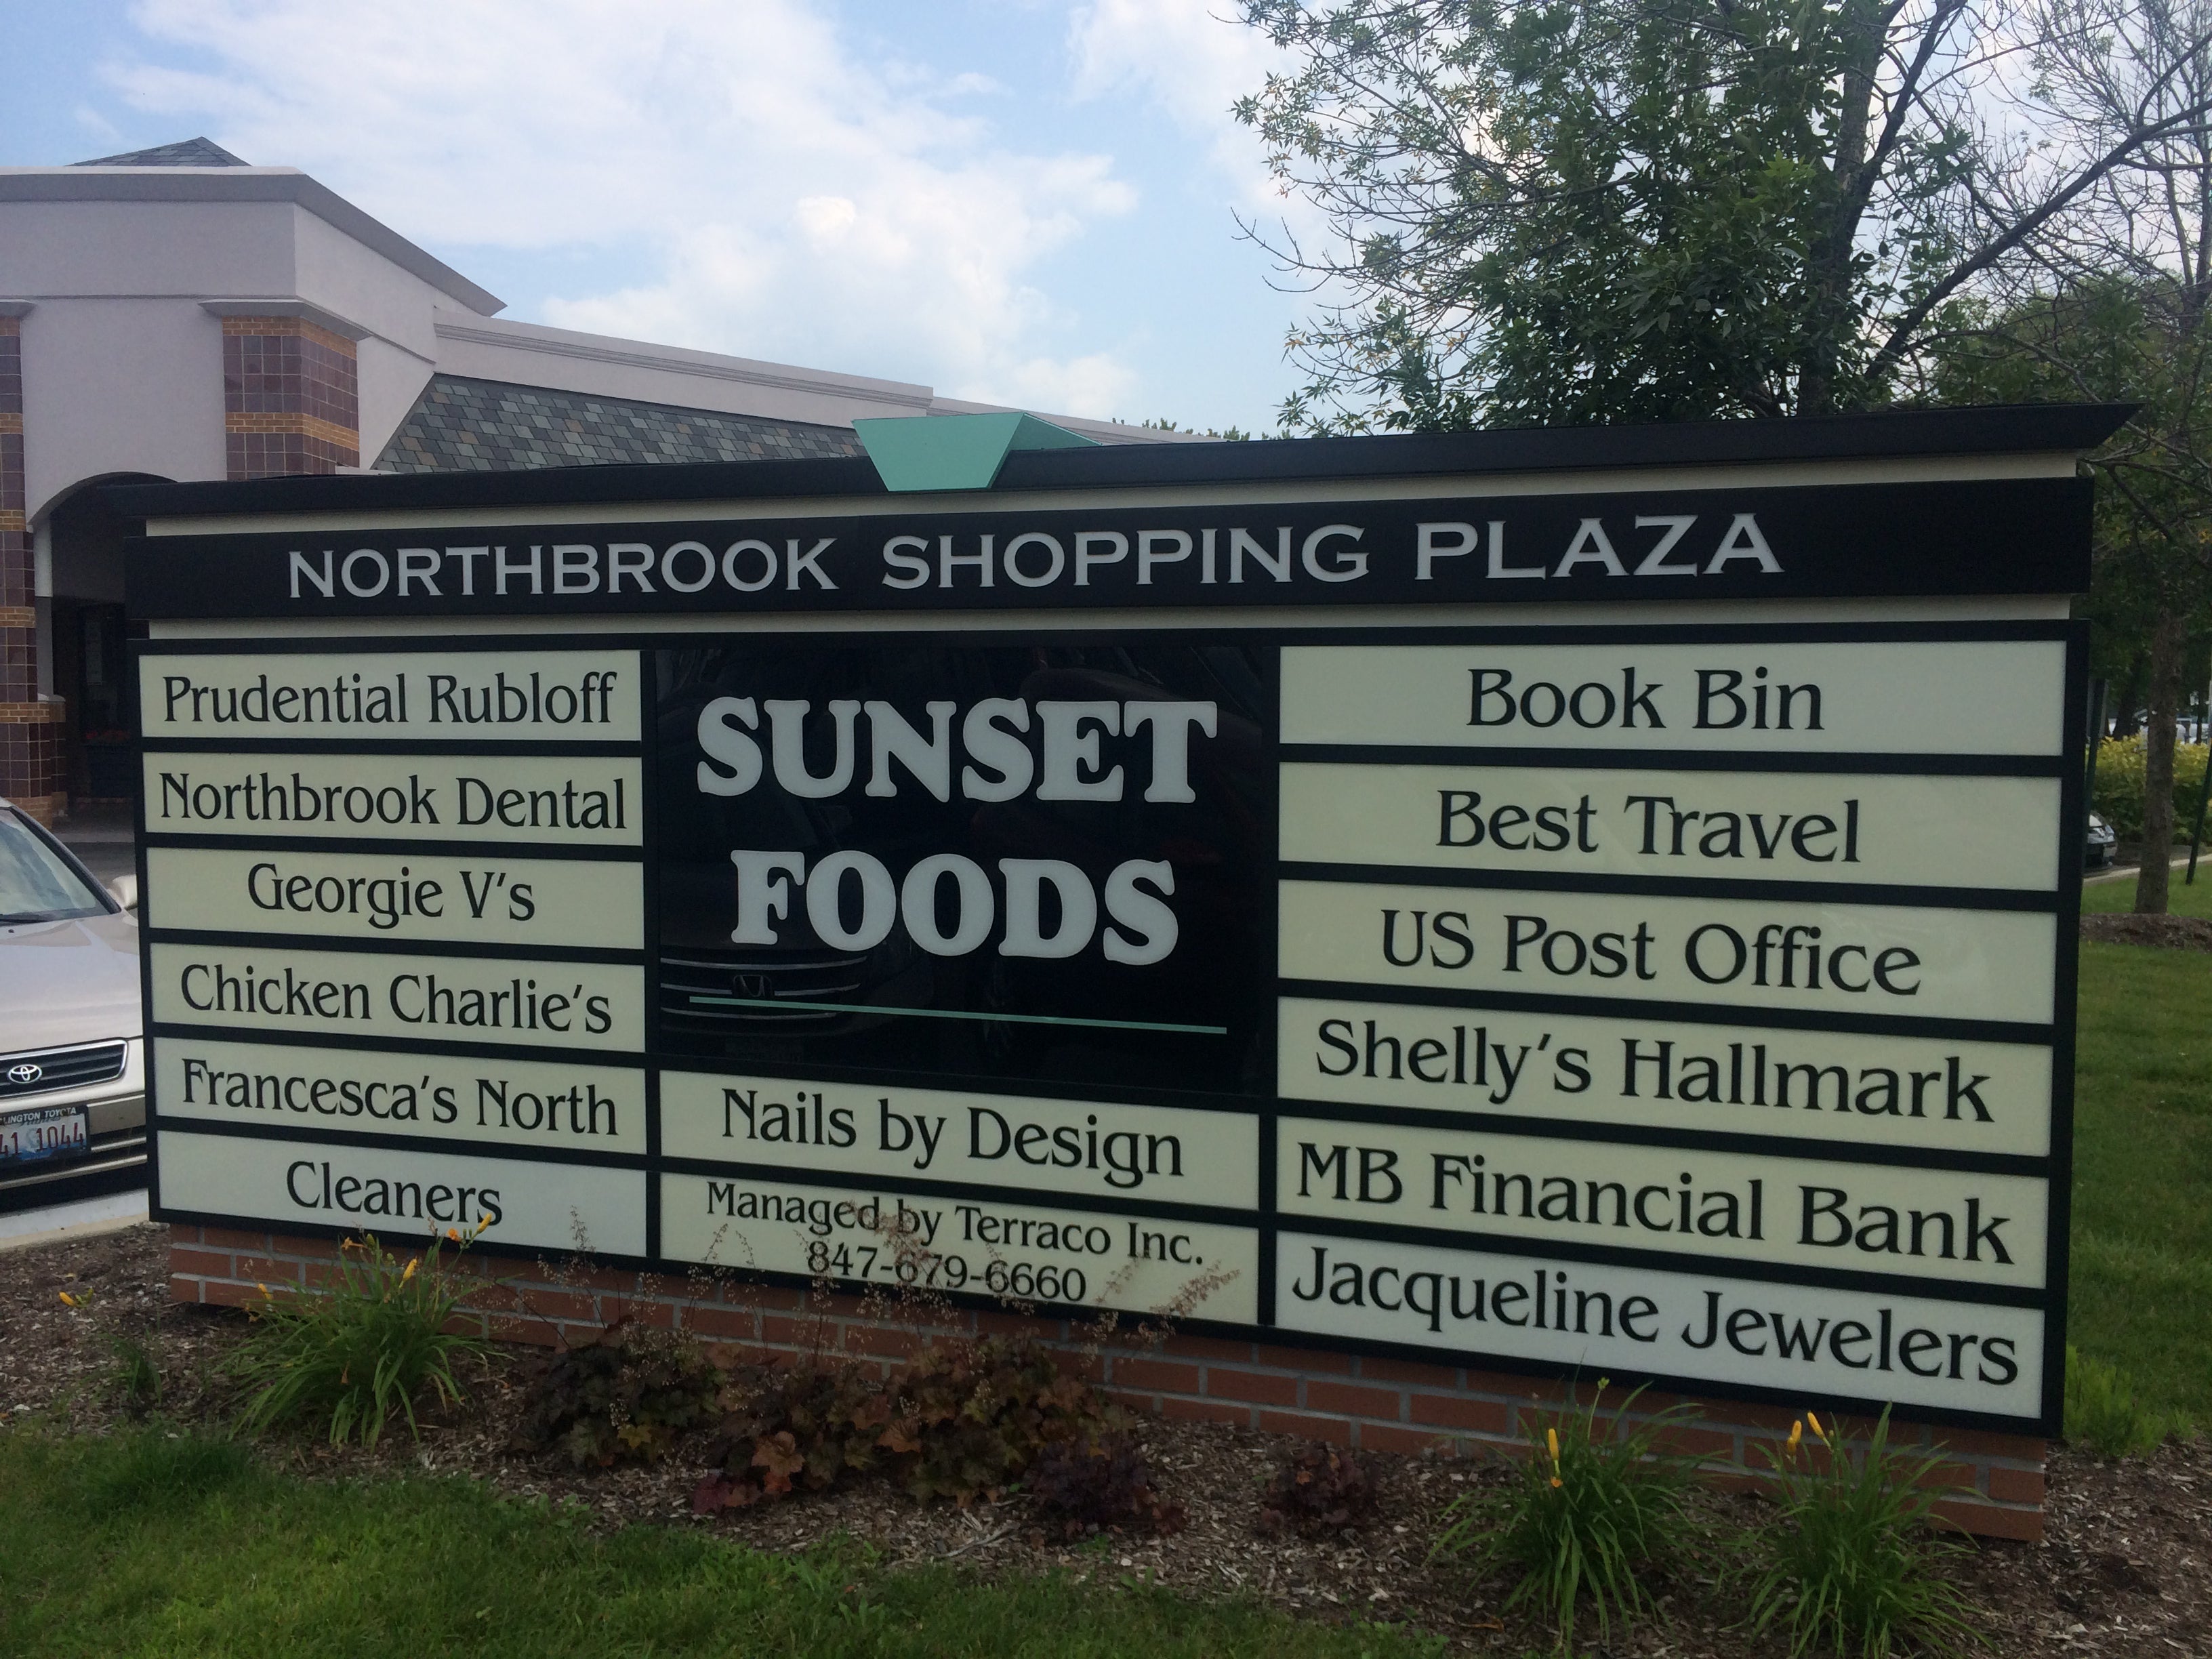 NORTHBROOK SHOPPING PLAZA
Prudential Rubloff
Northbrook Dental
Georgie V's
Chicken Charlie's
Francesca's North
Cleaners
SUNSET
FOODS
Nails by Design
Managed by Terraco Inc.
847-679-6660
Book Bin
Best Travel
US Post Office
Shelly's Hallmark
MB Financial Bank
Jacqueline Jewelers
TOYOTA
1044